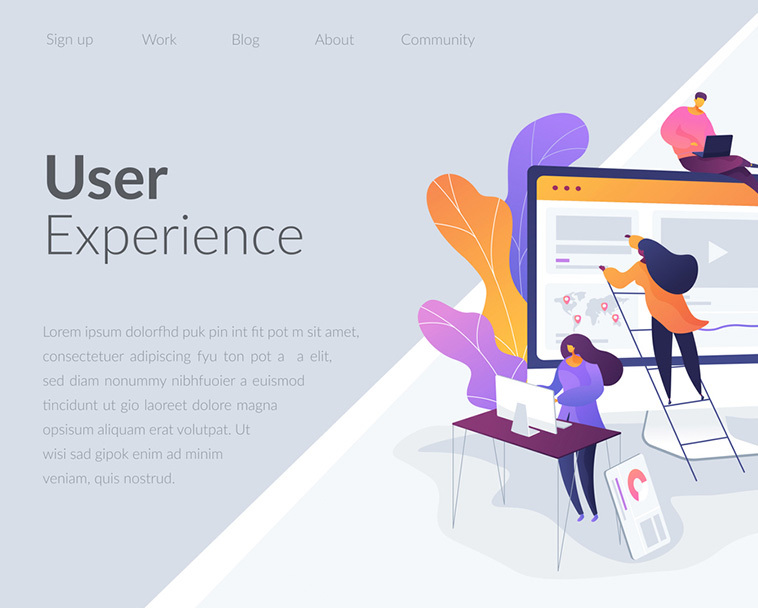 Sign up Work Blog About Community
User
Experience
Lorem ipsum dolorfhd puk pin int fit pot m sit amet,
consectetuer adipiscing fyu ton pot a a elit,
sed diam nonummy nibhfuoier a euismod
tincidunt ut gio laoreet dolore magna
opsisum aliquam erat volutpat. Ut
wisi sad gipok enim ad minim
veniam, quis nostrud.